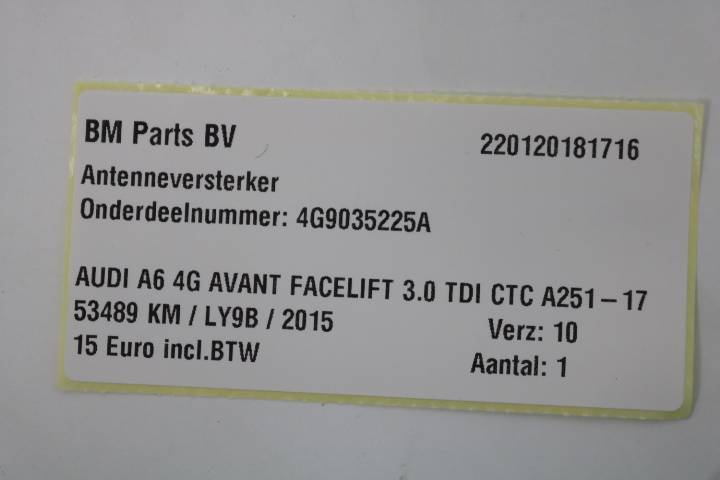 BM Parts BV 220120181716
Antenneversterker
Onderdeelnummer: 4G9035225A
AUDI A6 4G AVANT FACELIFT 3.0 TDI CTC A251-17
53489 KM / LY9B / 2015 Verz: 10
15 Euro incl.BTW Aantal: 1